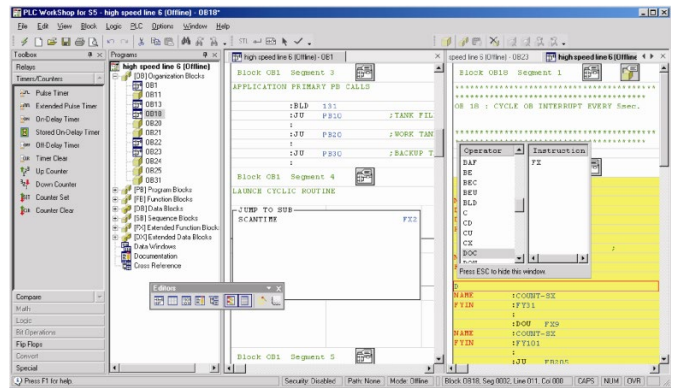 PLC WorkShop for S5 - high speed line 6 (Offline) - OB18*
File Edit View Block Logic PLC Options Window Help
Toolbox
Relays
Timers/Counters
Pulse Timer
Extended Pulse Timer
On-Delay Timer
Stored On-Delay Timer
Off-Delay Timer
Timer Clear
Up Counter
Down Counter
Counter Set
Counter Clear
Compare
Math
Logic
Bit Operations
Flip Flops
Convert
Special
Programs
high speed line 6 (Offline)
[OB] Organization Blocks
OB1
OB11
OB13
OB18
OB20
OB21
OB22
OB23
OB24
OB25
OB31
[PB] Program Blocks
[FB] Function Blocks
[DB] Data Blocks
[SB] Sequence Blocks
[FX] Extended Function Blocks
[DX] Extended Data Blocks
Data Windows
Documentation
Cross Reference
Editors
high speed line 6 (Offline) - OB1
Block OB1 Segment 3
APPLICATION PRIMARY PB CALLS
:BLD 131
:JU PB10 ;TANK FIL
:
:JU PB20 ;WORK TAN
:
:JU PB30 ;BACKUP T
:
Block OB1 Segment 4
LAUNCH CYCLIC ROUTINE
JUMP TO SUB
SCANTIME FX2
Block OB1 Segment 5
speed line 6 (Offline) - OB23
high speed line 6 (Offline
Block OB18 Segment 1
OB 18 : CYCLE OB INTERRUPT EVERY 5msec.
Operator Instruction
BAF FX
BE
BEC
BEU
BLD
C
CD
CU
CX
DOC
DOU
Press ESC to hide this window.
D
NAME :COUNT-SX
FYIN :FY31
:
:DOU FX9
NAME :COUNT-SX
FYIN :FY101
:
:JU FB205
Press F1 for help.
Security: Disabled Path: None Mode: Offline Block OB18, Seg 0002, Line 011, Col 000 CAPS NUM OVR